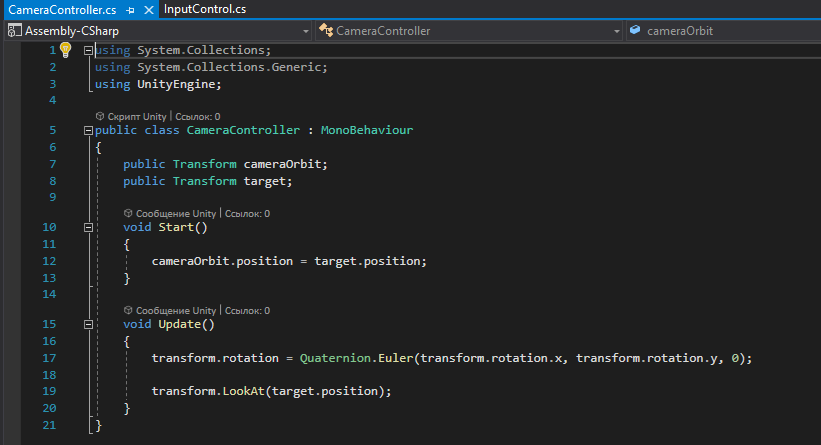 CameraController.cs InputControl.cs
Assembly-CSharp CameraController cameraOrbit
1 using System.Collections;
2 using System.Collections.Generic;
3 using UnityEngine;
4
Скрипт Unity | Ссылок: 0
5 public class CameraController : MonoBehaviour
6 {
7 public Transform cameraOrbit;
8 public Transform target;
9
Сообщение Unity | Ссылок: 0
10 void Start()
11 {
12 cameraOrbit.position = target.position;
13 }
14
Сообщение Unity | Ссылок: 0
15 void Update()
16 {
17 transform.rotation = Quaternion.Euler(transform.rotation.x, transform.rotation.y, 0);
18
19 transform.LookAt(target.position);
20 }
21 }